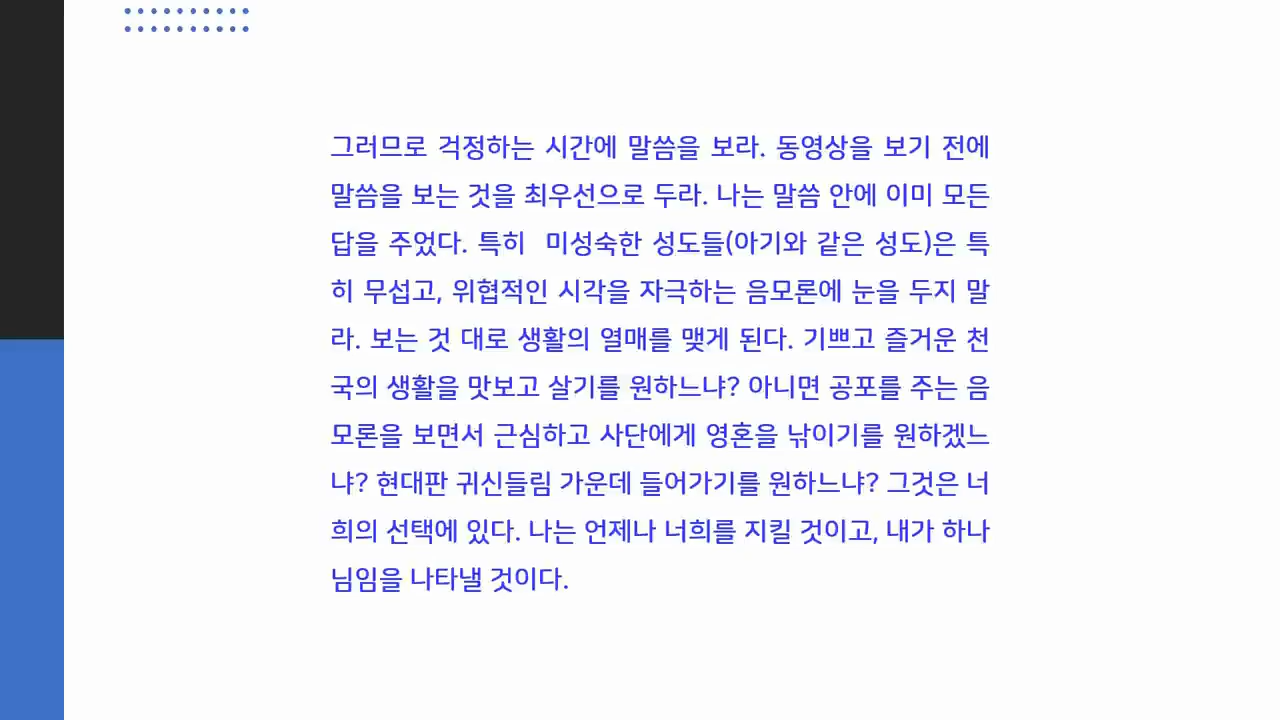 그러므로 걱정하는 시간에 말씀을 보라. 동영상을 보기 전에
말씀을 보는 것을 최우선으로 두라. 나는 말씀 안에 이미 모든
답을 주었다. 특히  미성숙한 성도들(아기와 같은 성도)은 특
히 무섭고, 위협적인 시각을 자극하는 음모론에 눈을 두지 말
라. 보는 것 대로 생활의 열매를 맺게 된다. 기쁘고 즐거운 천
국의 생활을 맛보고 살기를 원하느냐? 아니면 공포를 주는 음
모론을 보면서 근심하고 사단에게 영혼을 낚이기를 원하겠느
냐? 현대판 귀신들림 가운데 들어가기를 원하느냐? 그것은 너
희의 선택에 있다. 나는 언제나 너희를 지킬 것이고, 내가 하나
님임을 나타낼 것이다.